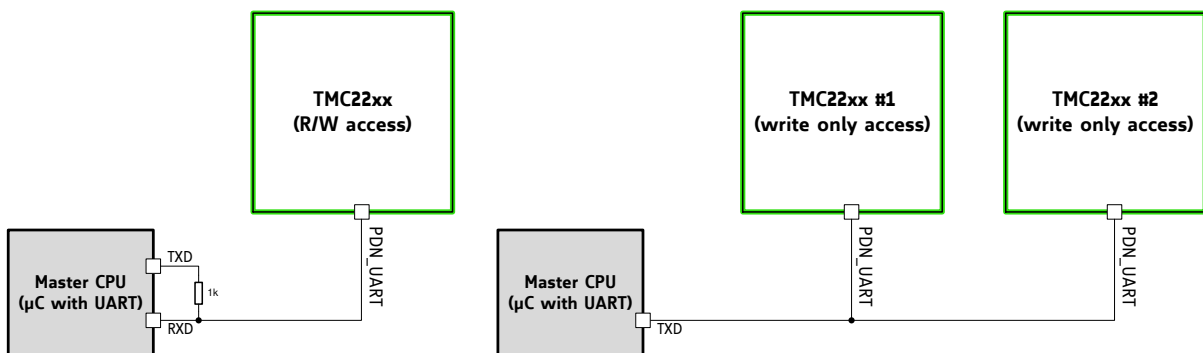 TMC22xx
(R/W access)
PDN_UART
Master CPU
(µC with UART)
TXD
1k
RXD
TMC22xx #1
(write only access)
TMC22xx #2
(write only access)
PDN_UART
PDN_UART
Master CPU
(µC with UART)
TXD